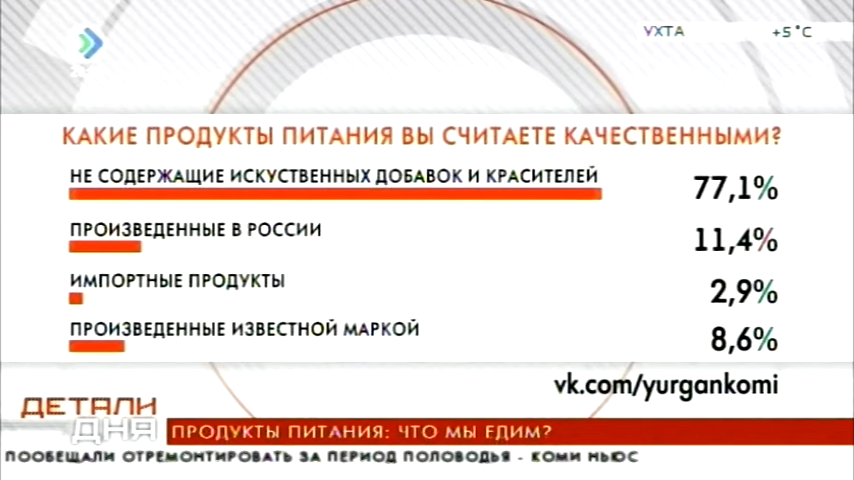 УХТА +5°C
КАКИЕ ПРОДУКТЫ ПИТАНИЯ ВЫ СЧИТАЕТЕ КАЧЕСТВЕННЫМИ?
НЕ СОДЕРЖАЩИЕ ИСКУСТВЕННЫХ ДОБАВОК И КРАСИТЕЛЕЙ 77,1%
ПРОИЗВЕДЕННЫЕ В РОССИИ 11,4%
ИМПОРТНЫЕ ПРОДУКТЫ 2,9%
ПРОИЗВЕДЕННЫЕ ИЗВЕСТНОЙ МАРКОЙ 8,6%
vk.com/yurgankomi
ДЕТАЛИ
ДНЯ
ПРОДУКТЫ ПИТАНИЯ: ЧТО МЫ ЕДИМ?
ПООБЕЩАЛИ ОТРЕМОНТИРОВАТЬ ЗА ПЕРИОД ПОЛОВОДЬЯ - КОМИ НЬЮС